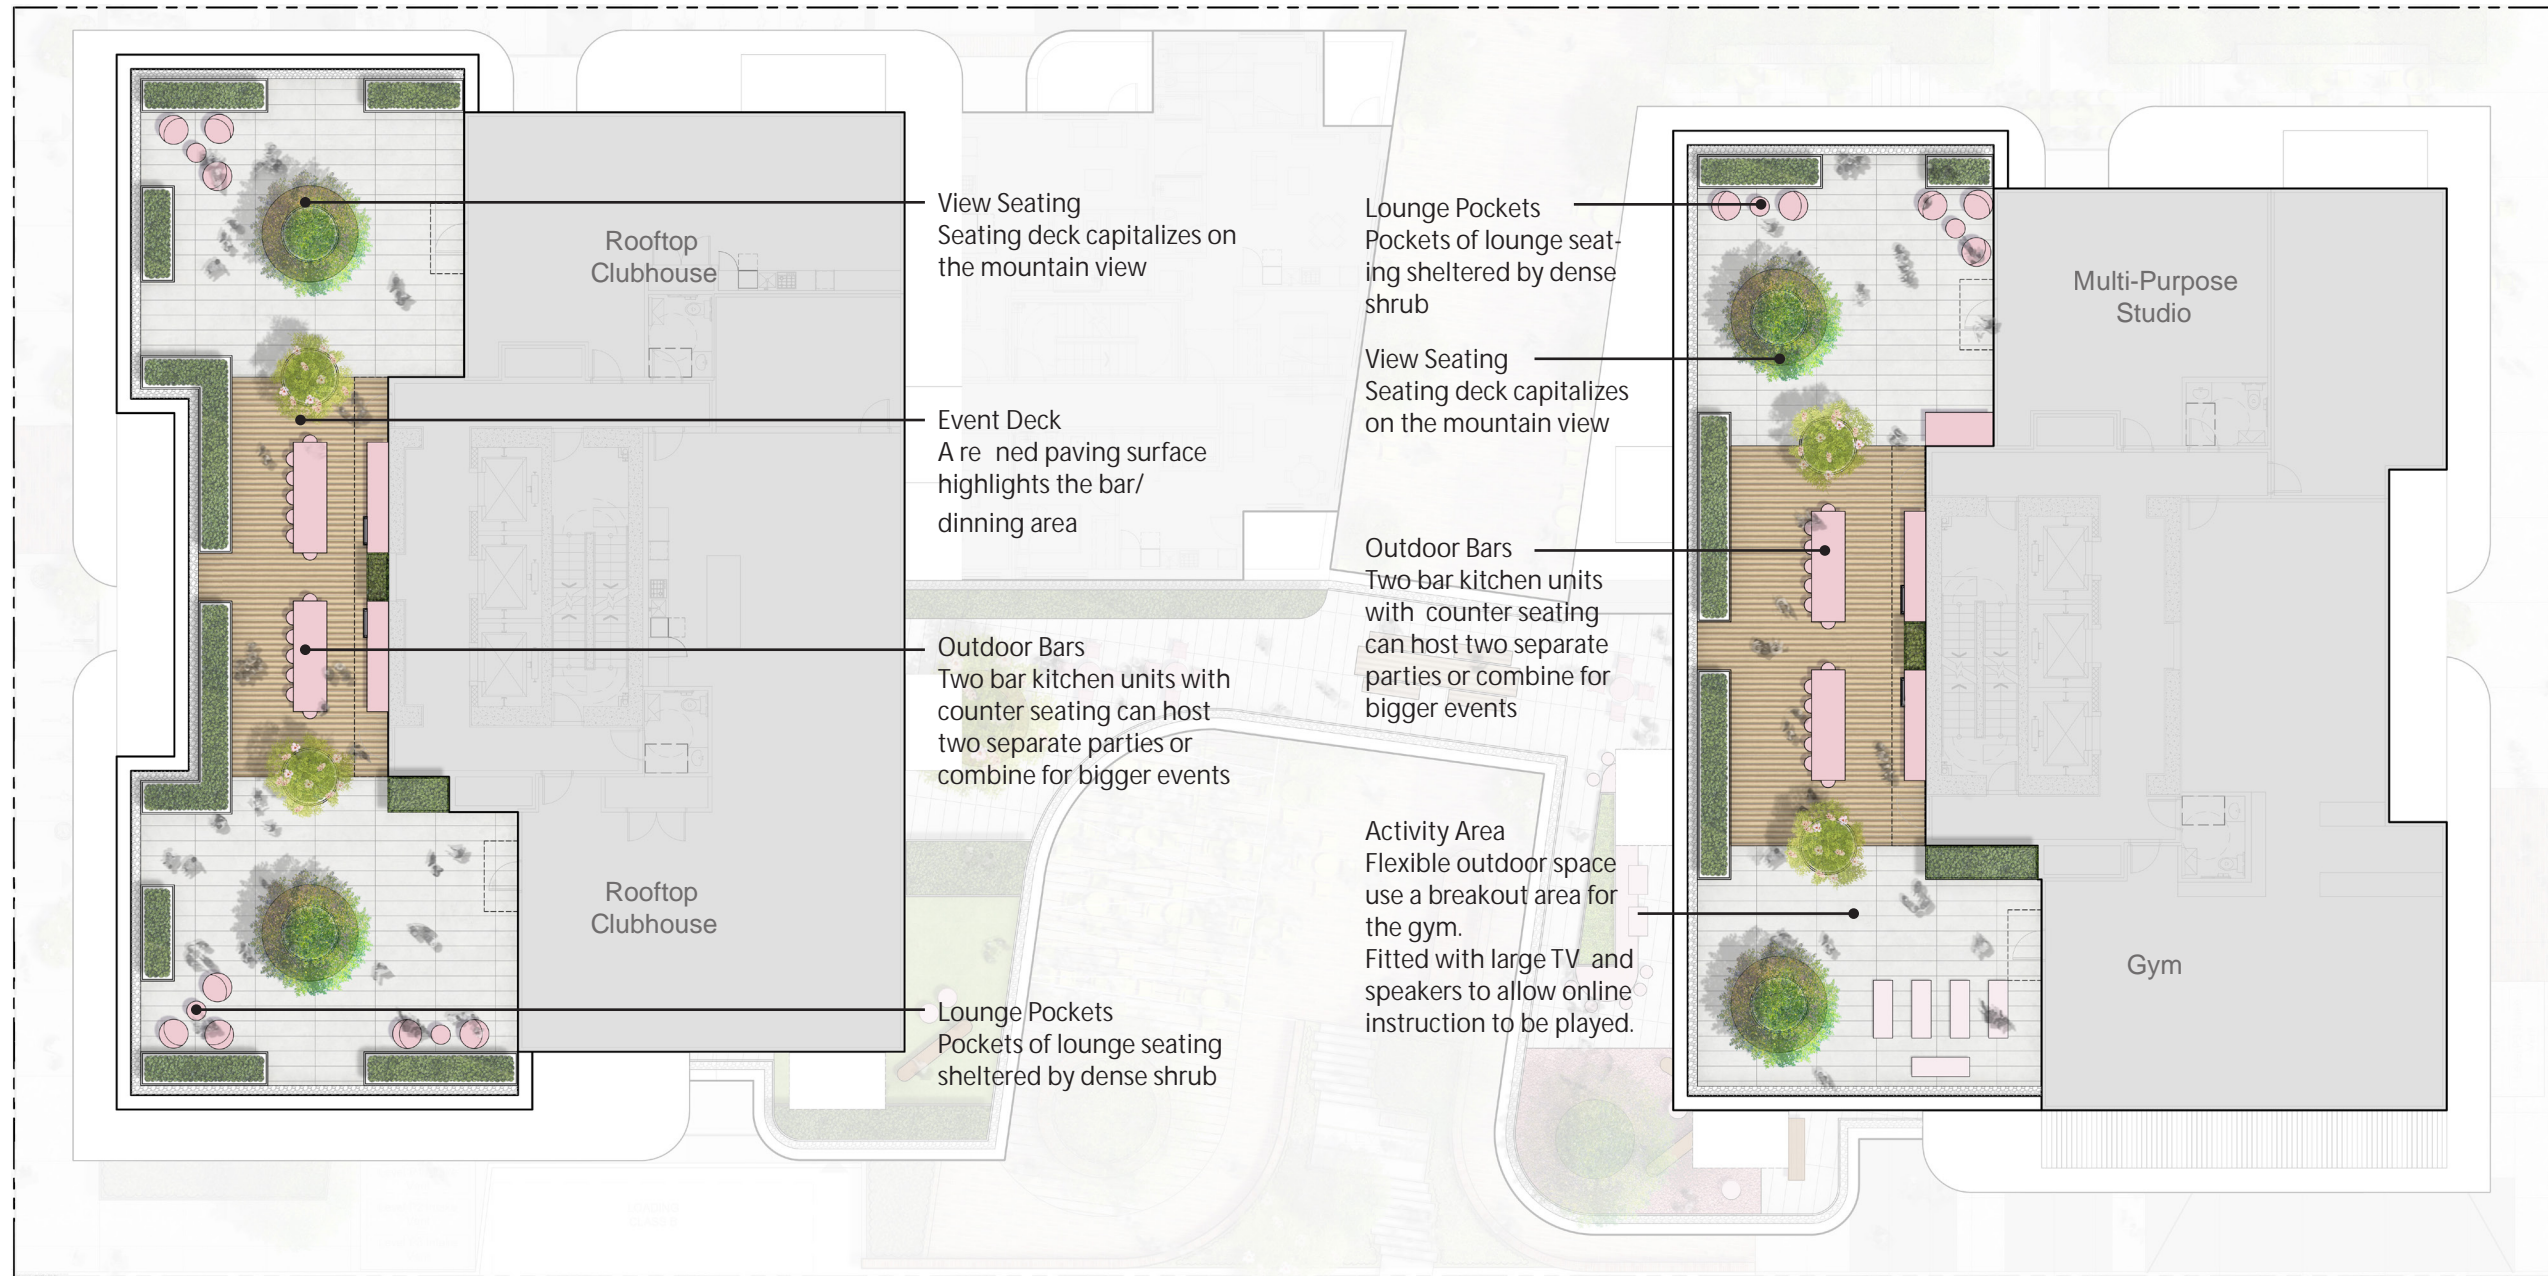 Rooftop
Clubhouse
View Seating
Seating deck capitalizes on
the mountain view
Event Deck
A re ned paving surface
highlights the bar/
dinning area
Outdoor Bars
Two bar kitchen units with
counter seating can host
two separate parties or
combine for bigger events
Rooftop
Clubhouse
Lounge Pockets
Pockets of lounge seating
sheltered by dense shrub
Lounge Pockets
Pockets of lounge seat-
ing sheltered by dense
shrub
View Seating
Seating deck capitalizes
on the mountain view
Outdoor Bars
Two bar kitchen units
with counter seating
can host two separate
parties or combine for
bigger events
Activity Area
Flexible outdoor space
use a breakout area for
the gym.
Fitted with large TV and
speakers to allow online
instruction to be played.
Multi-Purpose
Studio
Gym